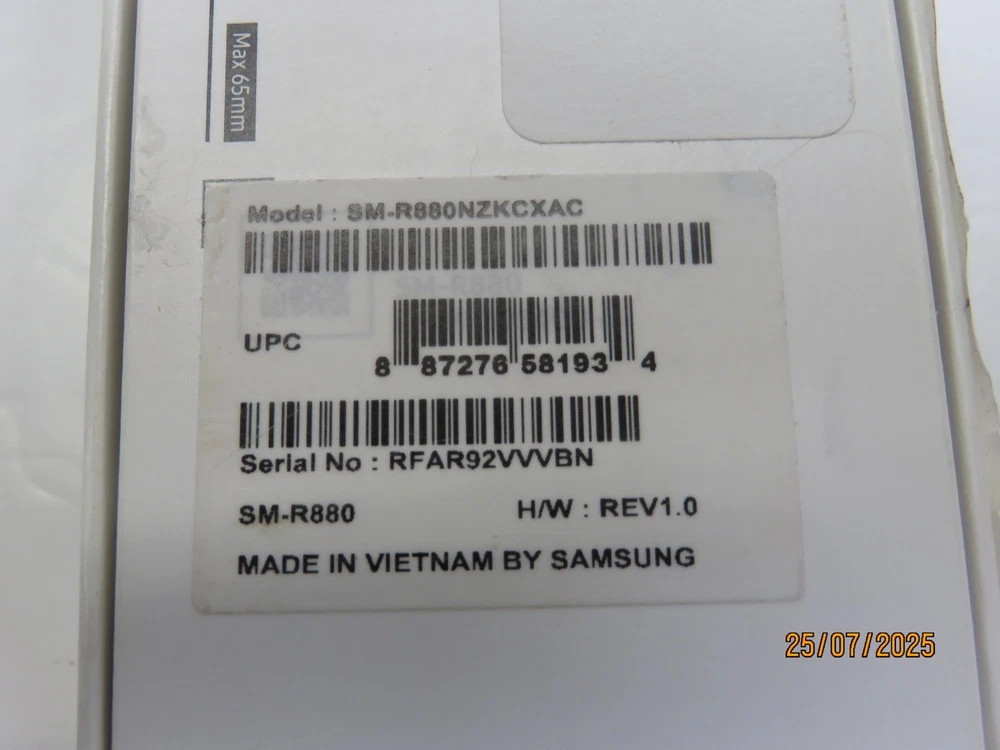 Max 65mm
Model : SM-R880NZKCXAC
SM-R880
UPC
8 87276 58193 4
Serial No : RFAR92VVVBN
SM-R880 H/W : REV1.0
MADE IN VIETNAM BY SAMSUNG
25/07/2025